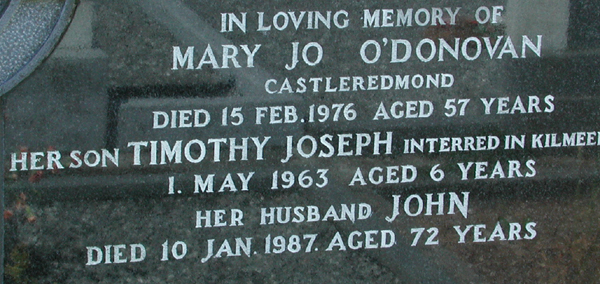 IN LOVING MEMORY OF
MARY JO O'DONOVAN
CASTLEREDMOND
DIED 15 FEB. 1976 AGED 57 YEARS
HER SON TIMOTHY JOSEPH INTERRED IN KILMEE
1. MAY 1963 AGED 6 YEARS
HER HUSBAND JOHN
DIED 10 JAN. 1987. AGED 72 YEARS